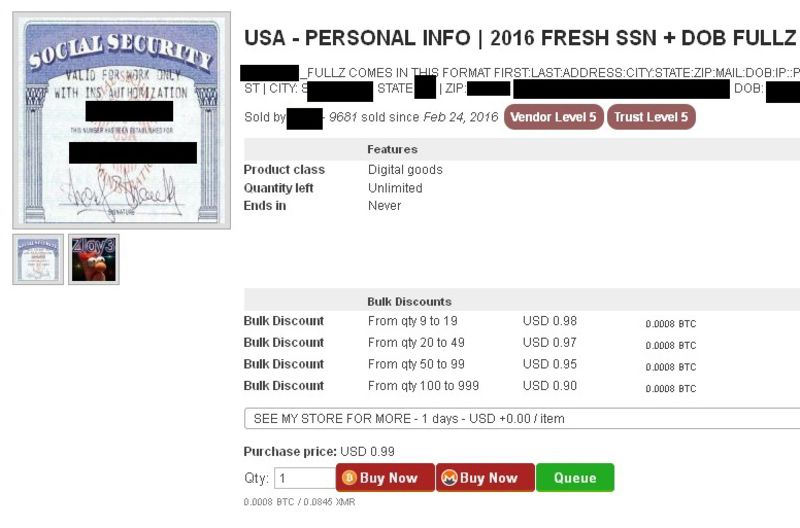 SOCIAL SECURITY
VALID FOR WORK ONLY
WITH INS AUTHORIZATION
THIS NUMBER HAS BEEN ESTABLISHED FOR
SIGNATURE
Zloy3
USA - PERSONAL INFO | 2016 FRESH SSN + DOB FULLZ
_FULLZ COMES IN THIS FORMAT FIRST:LAST:ADDRESS:CITY:STATE:ZIP:MAIL:DOB:IP::P
ST | CITY: S STATE | ZIP: DOB:
Sold by - 9681 sold since Feb 24, 2016 Vendor Level 5 Trust Level 5
Features
Product class Digital goods
Quantity left Unlimited
Ends in Never
Bulk Discounts
Bulk Discount From qty 9 to 19 USD 0.98 0.0008 BTC
Bulk Discount From qty 20 to 49 USD 0.97 0.0008 BTC
Bulk Discount From qty 50 to 99 USD 0.95 0.0008 BTC
Bulk Discount From qty 100 to 999 USD 0.90 0.0008 BTC
SEE MY STORE FOR MORE - 1 days - USD +0.00 / item
Purchase price: USD 0.99
Qty: 1 Buy Now Buy Now Queue
0.0008 BTC / 0.0845 XMR